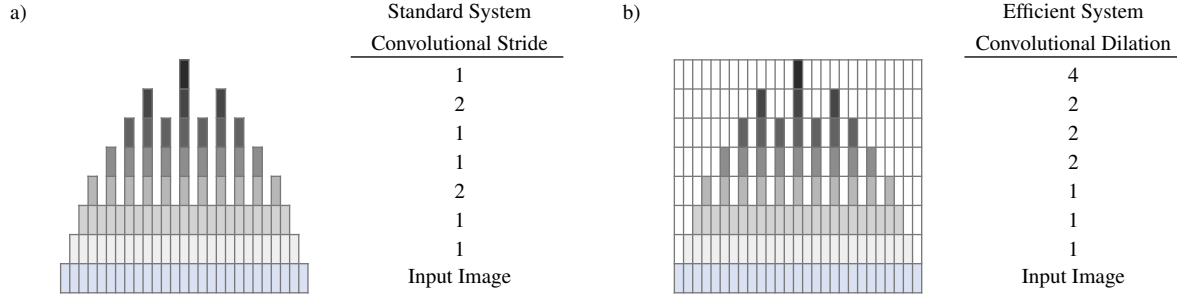 a)
Standard System
Convolutional Stride
1
2
1
1
2
1
1
Input Image
b)
Efficient System
Convolutional Dilation
4
2
2
2
1
1
1
Input Image